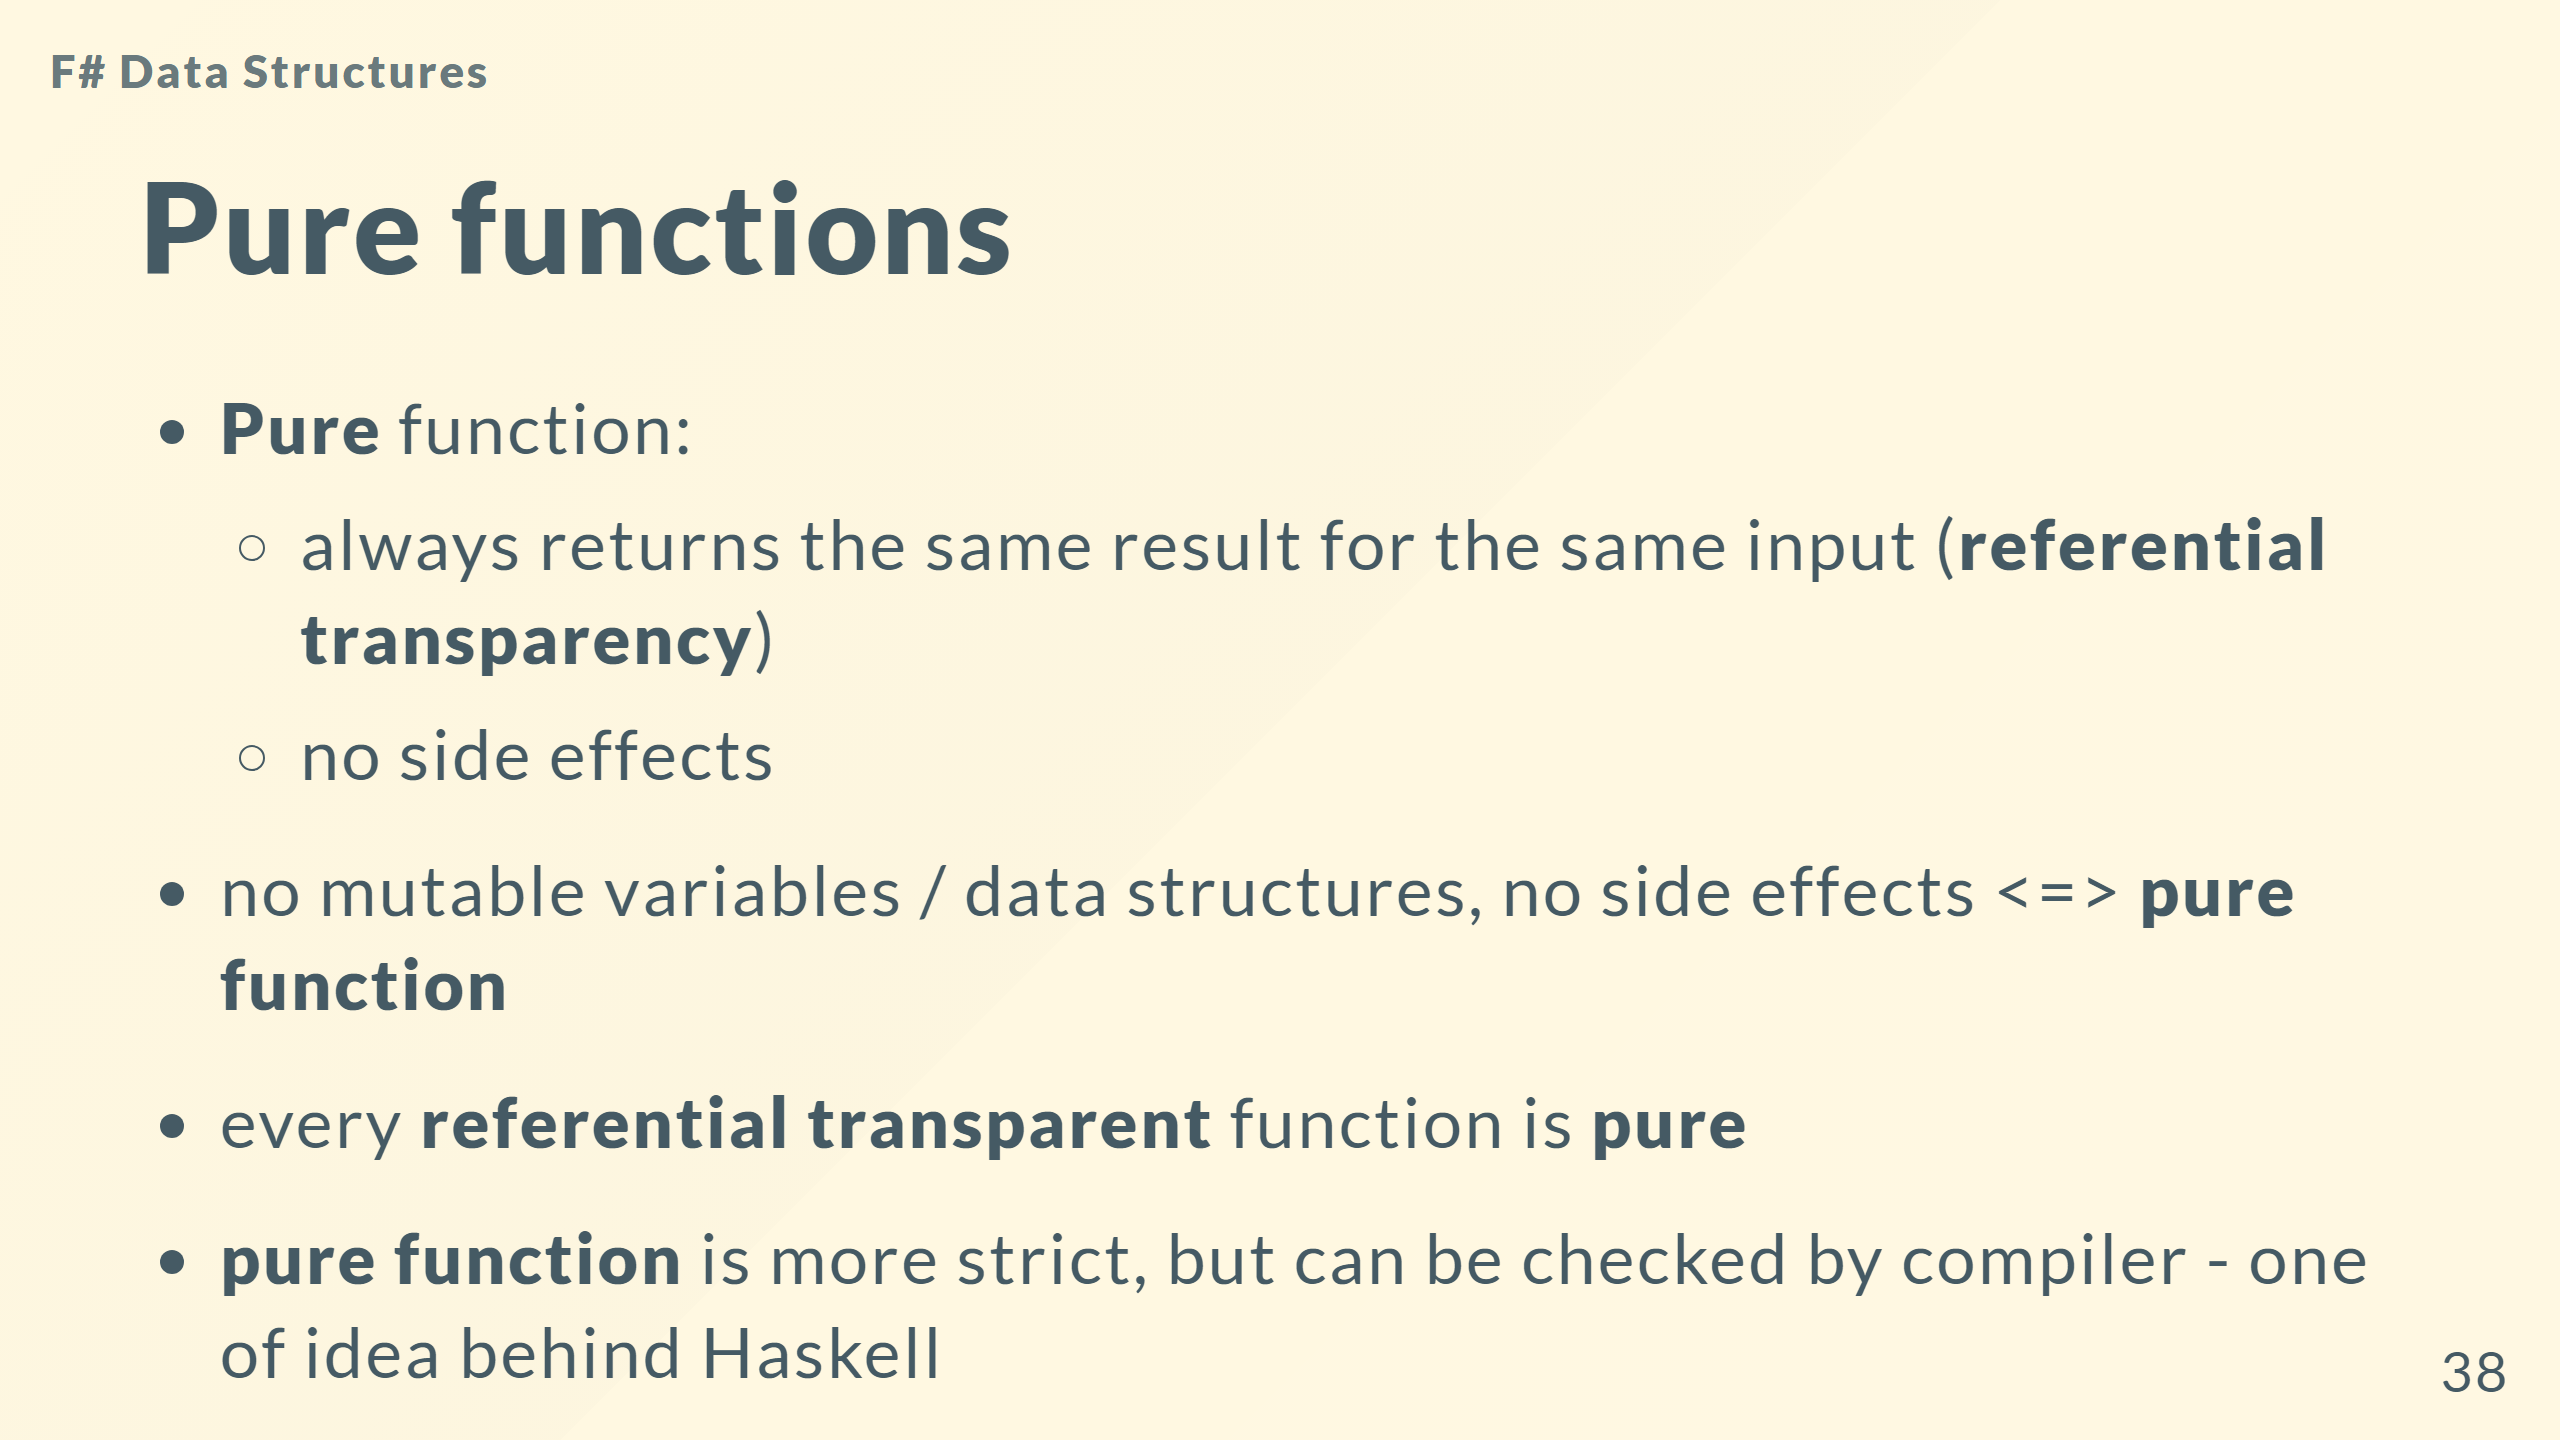 F# Data Structures
Pure functions
• Pure function:
○ always returns the same result for the same input (referential
transparency)
○ no side effects
• no mutable variables / data structures, no side effects <=> pure
function
• every referential transparent function is pure
• pure function is more strict, but can be checked by compiler - one
of idea behind Haskell
38